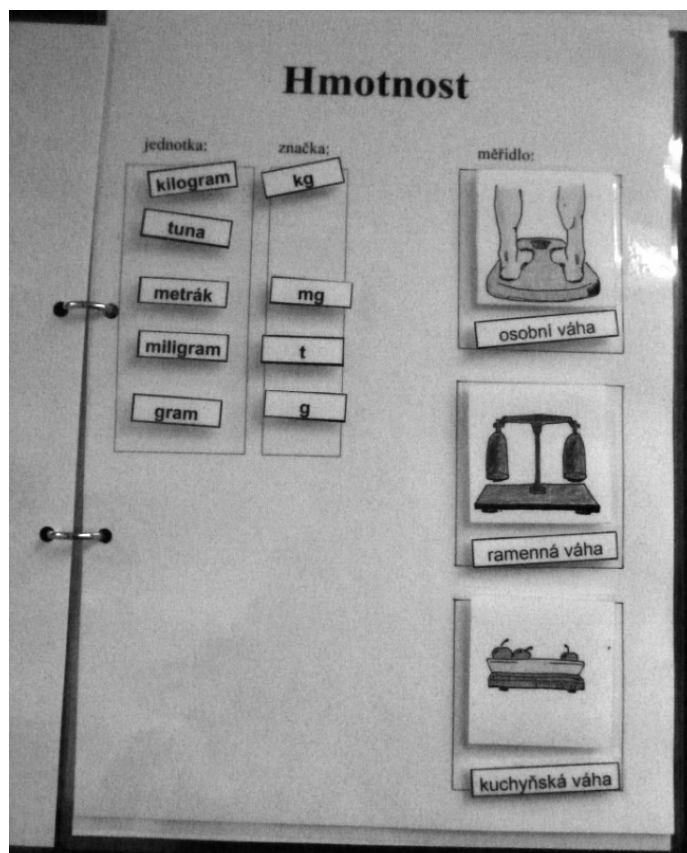 Hmotnost
jednotka:
značka:
měřidlo:
kilogram
kg
tuna
metrák
mg
miligram
t
gram
g
osobní váha
ramenná váha
kuchyňská váha